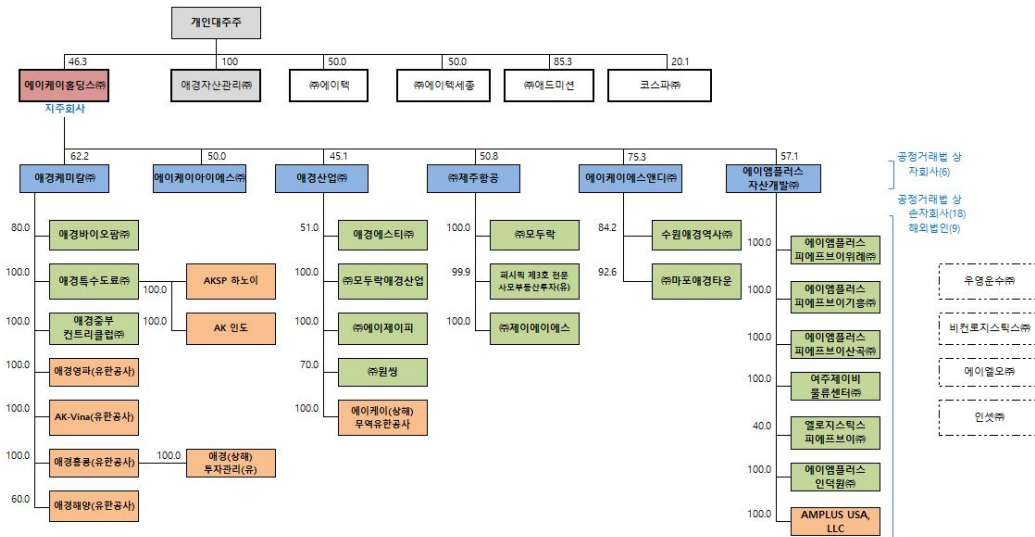 개인대주주
46.3
100
50.0
50.0
85.3
20.1
에이케이홀딩스㈜
애경자산관리㈜
㈜에이텍
㈜에이텍세종
㈜애드미션
코스파㈜
지주회사
62.2
50.0
45.1
50.8
75.3
57.1
애경케미칼㈜
에이케이아이에스㈜
애경산업㈜
㈜제주항공
에이케이에스앤디㈜
에이엠플러스
자산개발㈜
공정거래법 상
자회사(6)
공정거래법 상
손자회사(18)
해외법인(9)
80.0
애경바이오팜㈜
100.0
애경특수도료㈜
100.0
AKSP 하노이
100.0
AK 인도
100.0
애경중부
컨트리클럽㈜
100.0
애경영파(유한공사)
100.0
AK-Vina(유한공사)
100.0
애경홍콩(유한공사)
100.0
애경(상해)
투자관리(유)
60.0
애경해양(유한공사)
51.0
애경에스티㈜
100.0
㈜모두락애경산업
100.0
㈜에이제이피
70.0
㈜원씽
100.0
에이케이(상해)
무역유한공사
100.0
㈜모두락
99.9
퍼시픽 제3호 전문
사모부동산투자(유)
100.0
㈜제이에이에스
84.2
수원애경역사㈜
92.6
㈜마포애경타운
100.0
에이엠플러스
피에프브이위례㈜
100.0
에이엠플러스
피에프브이기흥㈜
100.0
에이엠플러스
피에프브이산곡㈜
100.0
여주제이비
물류센터㈜
40.0
엘로지스틱스
피에프브이㈜
100.0
에이엠플러스
인덕원㈜
100.0
AMPLUS USA,
LLC
우영운수㈜
비컨로지스틱스㈜
에이엘오㈜
인셋㈜